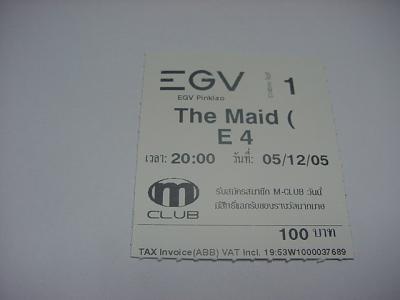 EGV 1
EGV Pinklao
The Maid (
E 4
เวลา: 20:00 วันที่: 05/12/05
m
CLUB
รับสมัครสมาชิก M-CLUB วันนี้
มีสิทธิ์แลกรับของรางวัลมากมาย
100 บาท
TAX Invoice(ABB) VAT Incl. 19:53W1000037689